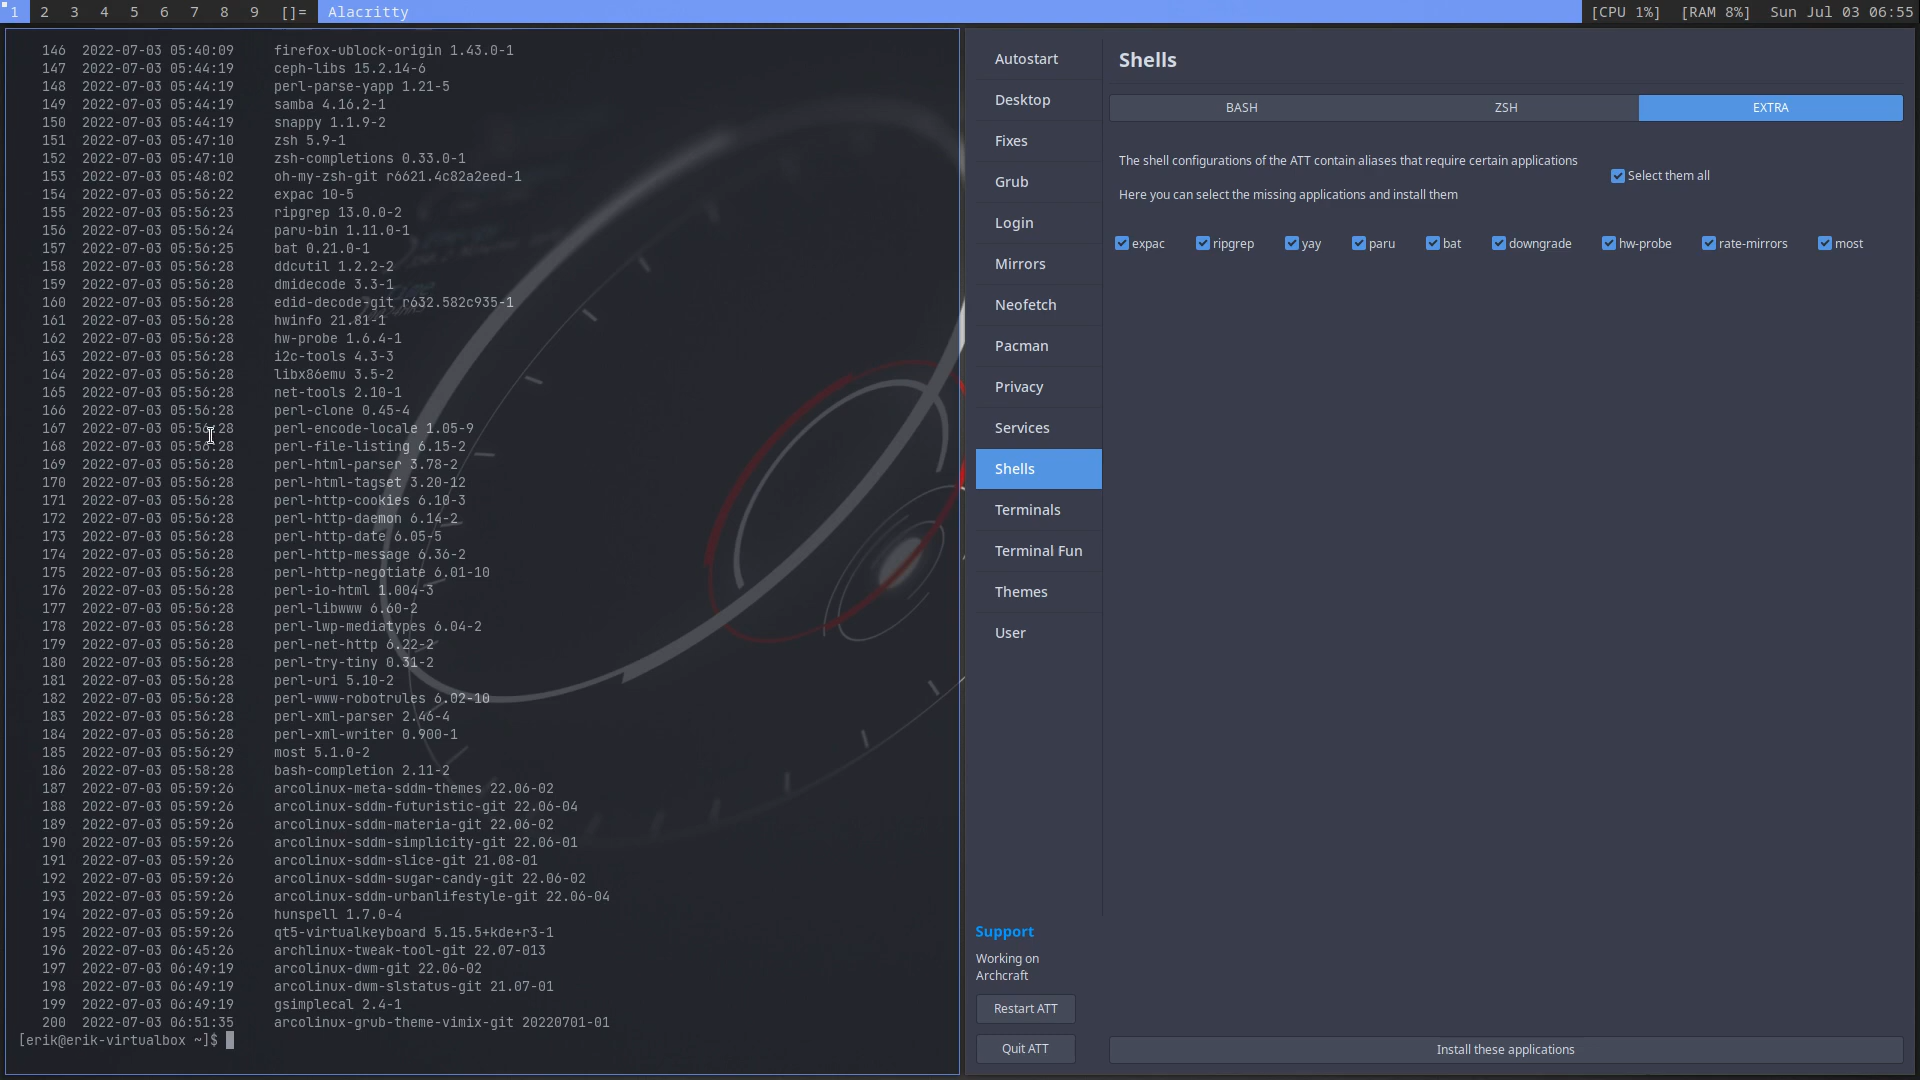 1 2 3 4 5 6 7 8 9 []= Alacritty [CPU 1%] [RAM 8%] Sun Jul 03 06:55
146 2022-07-03 05:40:09 firefox-ublock-origin 1.43.0-1
147 2022-07-03 05:44:19 ceph-libs 15.2.14-6
148 2022-07-03 05:44:19 perl-parse-yapp 1.21-5
149 2022-07-03 05:44:19 samba 4.16.2-1
150 2022-07-03 05:44:19 snappy 1.1.9-2
151 2022-07-03 05:47:10 zsh 5.9-1
152 2022-07-03 05:47:10 zsh-completions 0.33.0-1
153 2022-07-03 05:48:02 oh-my-zsh-git r6621.4c82a2eed-1
154 2022-07-03 05:56:22 expac 10-5
155 2022-07-03 05:56:23 ripgrep 13.0.0-2
156 2022-07-03 05:56:24 paru-bin 1.11.0-1
157 2022-07-03 05:56:25 bat 0.21.0-1
158 2022-07-03 05:56:28 ddcutil 1.2.2-2
159 2022-07-03 05:56:28 dmidecode 3.3-1
160 2022-07-03 05:56:28 edid-decode-git r632.582c935-1
161 2022-07-03 05:56:28 hwinfo 21.81-1
162 2022-07-03 05:56:28 hw-probe 1.6.4-1
163 2022-07-03 05:56:28 i2c-tools 4.3-3
164 2022-07-03 05:56:28 libx86emu 3.5-2
165 2022-07-03 05:56:28 net-tools 2.10-1
166 2022-07-03 05:56:28 perl-clone 0.45-4
167 2022-07-03 05:56:28 perl-encode-locale 1.05-9
168 2022-07-03 05:56:28 perl-file-listing 6.15-2
169 2022-07-03 05:56:28 perl-html-parser 3.78-2
170 2022-07-03 05:56:28 perl-html-tagset 3.20-12
171 2022-07-03 05:56:28 perl-http-cookies 6.10-3
172 2022-07-03 05:56:28 perl-http-daemon 6.14-2
173 2022-07-03 05:56:28 perl-http-date 6.05-5
174 2022-07-03 05:56:28 perl-http-message 6.36-2
175 2022-07-03 05:56:28 perl-http-negotiate 6.01-10
176 2022-07-03 05:56:28 perl-io-html 1.004-3
177 2022-07-03 05:56:28 perl-libwww 6.60-2
178 2022-07-03 05:56:28 perl-lwp-mediatypes 6.04-2
179 2022-07-03 05:56:28 perl-net-http 6.22-2
180 2022-07-03 05:56:28 perl-try-tiny 0.31-2
181 2022-07-03 05:56:28 perl-uri 5.10-2
182 2022-07-03 05:56:28 perl-www-robotrules 6.02-10
183 2022-07-03 05:56:28 perl-xml-parser 2.46-4
184 2022-07-03 05:56:28 perl-xml-writer 0.900-1
185 2022-07-03 05:56:29 most 5.1.0-2
186 2022-07-03 05:58:28 bash-completion 2.11-2
187 2022-07-03 05:59:26 arcolinux-meta-sddm-themes 22.06-02
188 2022-07-03 05:59:26 arcolinux-sddm-futuristic-git 22.06-04
189 2022-07-03 05:59:26 arcolinux-sddm-materia-git 22.06-02
190 2022-07-03 05:59:26 arcolinux-sddm-simplicity-git 22.06-01
191 2022-07-03 05:59:26 arcolinux-sddm-slice-git 21.08-01
192 2022-07-03 05:59:26 arcolinux-sddm-sugar-candy-git 22.06-02
193 2022-07-03 05:59:26 arcolinux-sddm-urbanlifestyle-git 22.06-04
194 2022-07-03 05:59:26 hunspell 1.7.0-4
195 2022-07-03 05:59:26 qt5-virtualkeyboard 5.15.5+kde+r3-1
196 2022-07-03 06:45:26 archlinux-tweak-tool-git 22.07-013
197 2022-07-03 06:49:19 arcolinux-dwm-git 22.06-02
198 2022-07-03 06:49:19 arcolinux-dwm-slstatus-git 21.07-01
199 2022-07-03 06:49:19 gsimplecal 2.4-1
200 2022-07-03 06:51:35 arcolinux-grub-theme-vimix-git 20220701-01
[erik@erik-virtualbox ~]$
Autostart
Desktop
Fixes
Grub
Login
Mirrors
Neofetch
Pacman
Privacy
Services
Shells
Terminals
Terminal Fun
Themes
User
Support
Working on
Archcraft
Restart ATT
Quit ATT
Shells
BASH ZSH EXTRA
The shell configurations of the ATT contain aliases that require certain applications
Select them all
Here you can select the missing applications and install them
expac ripgrep yay paru bat downgrade hw-probe rate-mirrors most
Install these applications